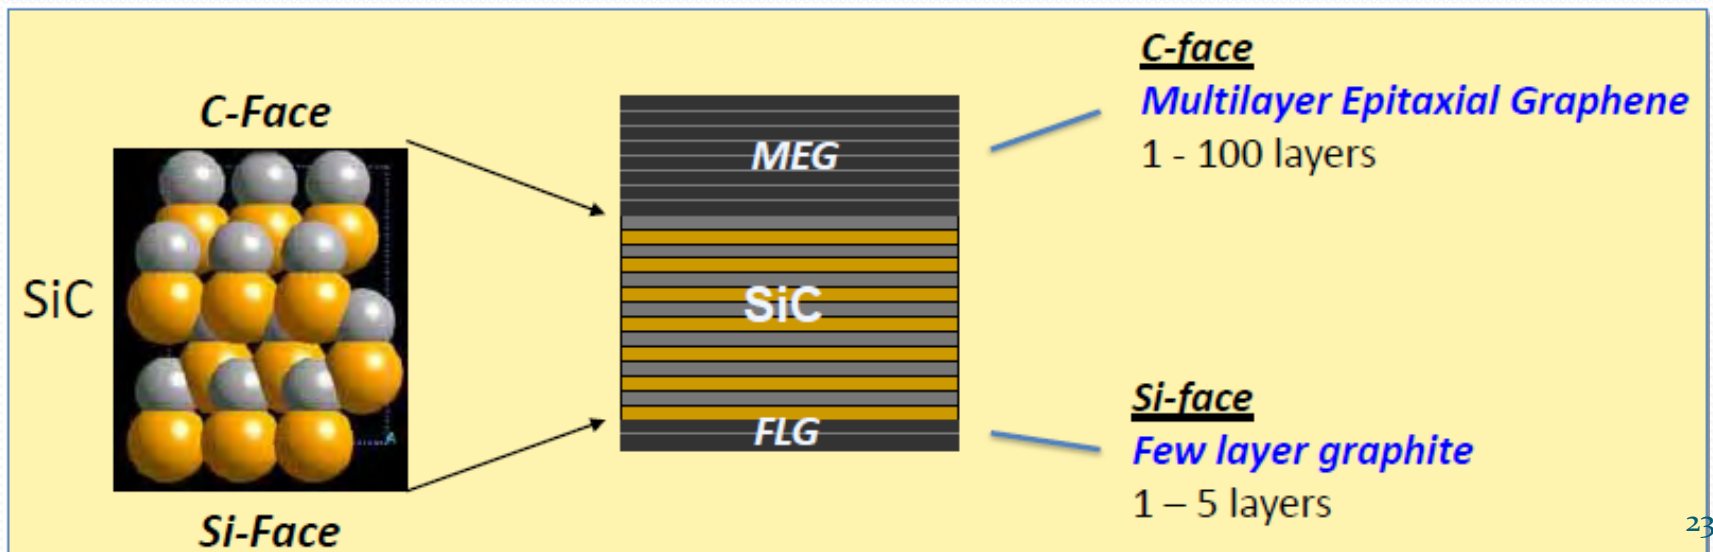 C-Face
SiC
Si-Face
MEG
SiC
FLG
C-face
Multilayer Epitaxial Graphene
1 - 100 layers
Si-face
Few layer graphite
1 – 5 layers
23